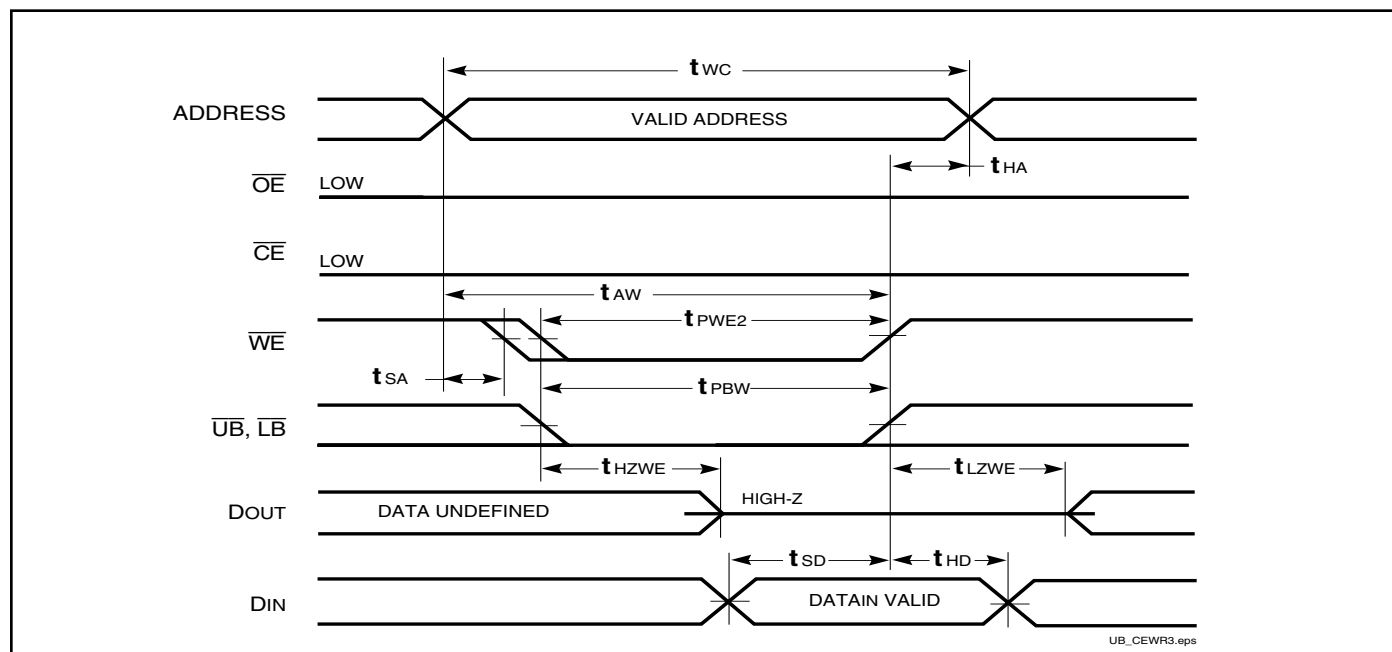 tWC
ADDRESS
VALID ADDRESS
tHA
OE
LOW
CE
LOW
tAW
WE
tPWE2
tSA
tPBW
UB, LB
tHZWE
tLZWE
DOUT
DATA UNDEFINED
HIGH-Z
tSD
tHD
DIN
DATAIN VALID
UB_CEWR3.eps